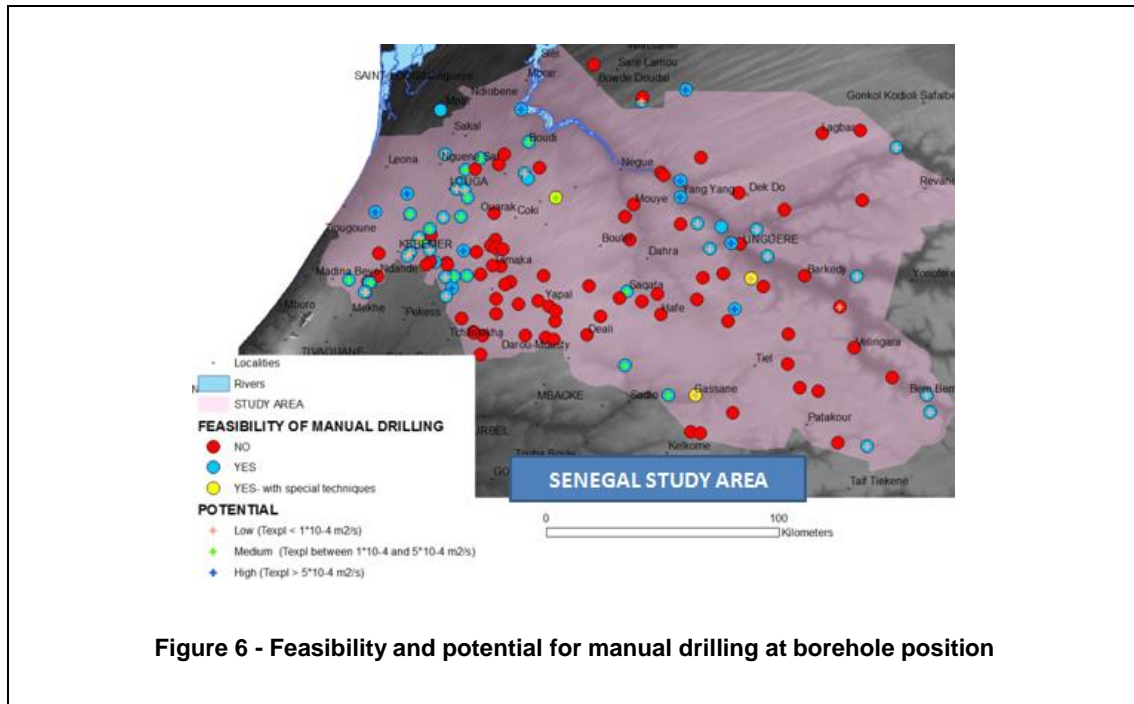 Sare Lamou
Bowde Doudal
Morar
Ndiobene
Gonkol Kodioli Safalbe
Sakal
Boudi
Lagbar
Leona
Nguene Sar
Negue
LOUGA
Yang Yang
Dek Do
Revane
Ouarak
Coki
Mouye
Boulel
LINGUERE
KEBEMER
Dahra
Madina Beye
Ndande
Barkedji
Yonofere
Mboro
Mekhe
Pekess
Yapal
Sagata
Hafe
TIVAOUANE
Darou-Mousty
Deali
Velingara
Tiel
MBACKE
Sadio
Gassane
Bem Bem
Patakour
Kelkome
Taif Tiekene
Localities
Rivers
STUDY AREA
FEASIBILITY OF MANUAL DRILLING
NO
YES
YES- with special techniques
POTENTIAL
Low (Texpl < 1*10-4 m2/s)
Medium (Texpl between 1*10-4 and 5*10-4 m2/s)
High (Texpl > 5*10-4 m2/s)
SENEGAL STUDY AREA
0 100
Kilometers
Figure 6 - Feasibility and potential for manual drilling at borehole position